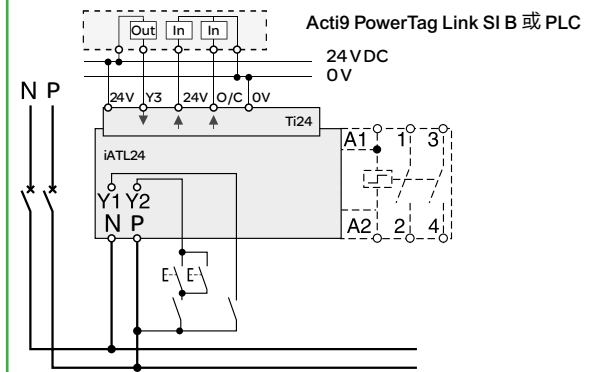 Out In In
Acti9 PowerTag Link SI B 或 PLC
24 V DC
0 V
N P
24V Y3 24V O/C 0V
Ti24
iATL24
A1 1 3
Y1 Y2
N P
A2 2 4
E E